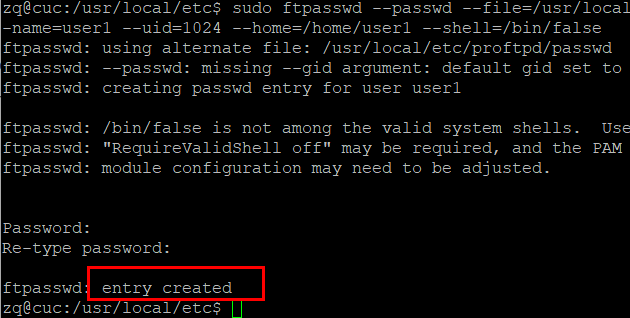 zq@cuc:/usr/local/etc$ sudo ftpasswd --passwd --file=/usr/local
-name=user1 --uid=1024 --home=/home/user1 --shell=/bin/false
ftpasswd: using alternate file: /usr/local/etc/proftpd/passwd
ftpasswd: --passwd: missing --gid argument: default gid set to
ftpasswd: creating passwd entry for user user1
ftpasswd: /bin/false is not among the valid system shells.  Use
ftpasswd: "RequireValidShell off" may be required, and the PAM
ftpasswd: module configuration may need to be adjusted.
Password:
Re-type password:
ftpasswd: entry created
zq@cuc:/usr/local/etc$